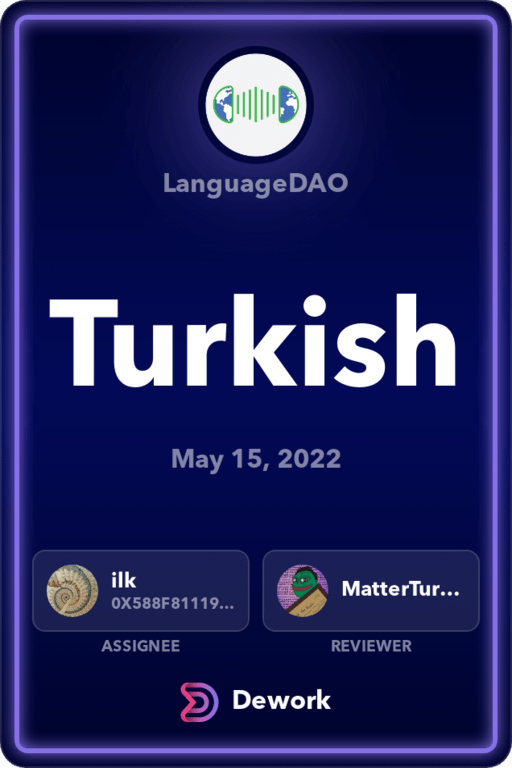 LanguageDAO
Turkish
May 15, 2022
ilk
0X588F81119...
MatterTur...
ASSIGNEE
REVIEWER
Dework